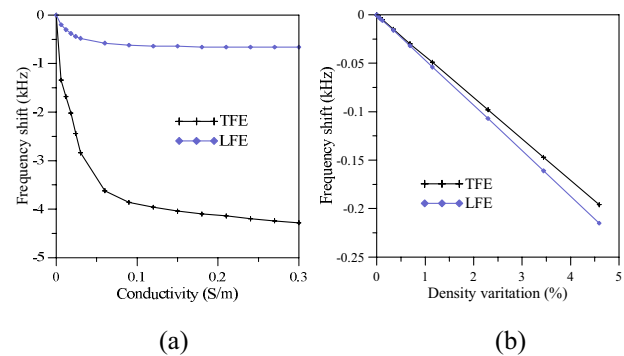 0
-1
-2
-3
-4
-5
Frequency shift (kHz)
TFE
LFE
0
0.1
0.2
0.3
Conductivity (S/m)
(a)
0
-0.05
-0.1
-0.15
-0.2
-0.25
Frequency shift (kHz)
TFE
LFE
0
1
2
3
4
5
Density varitation (%)
(b)